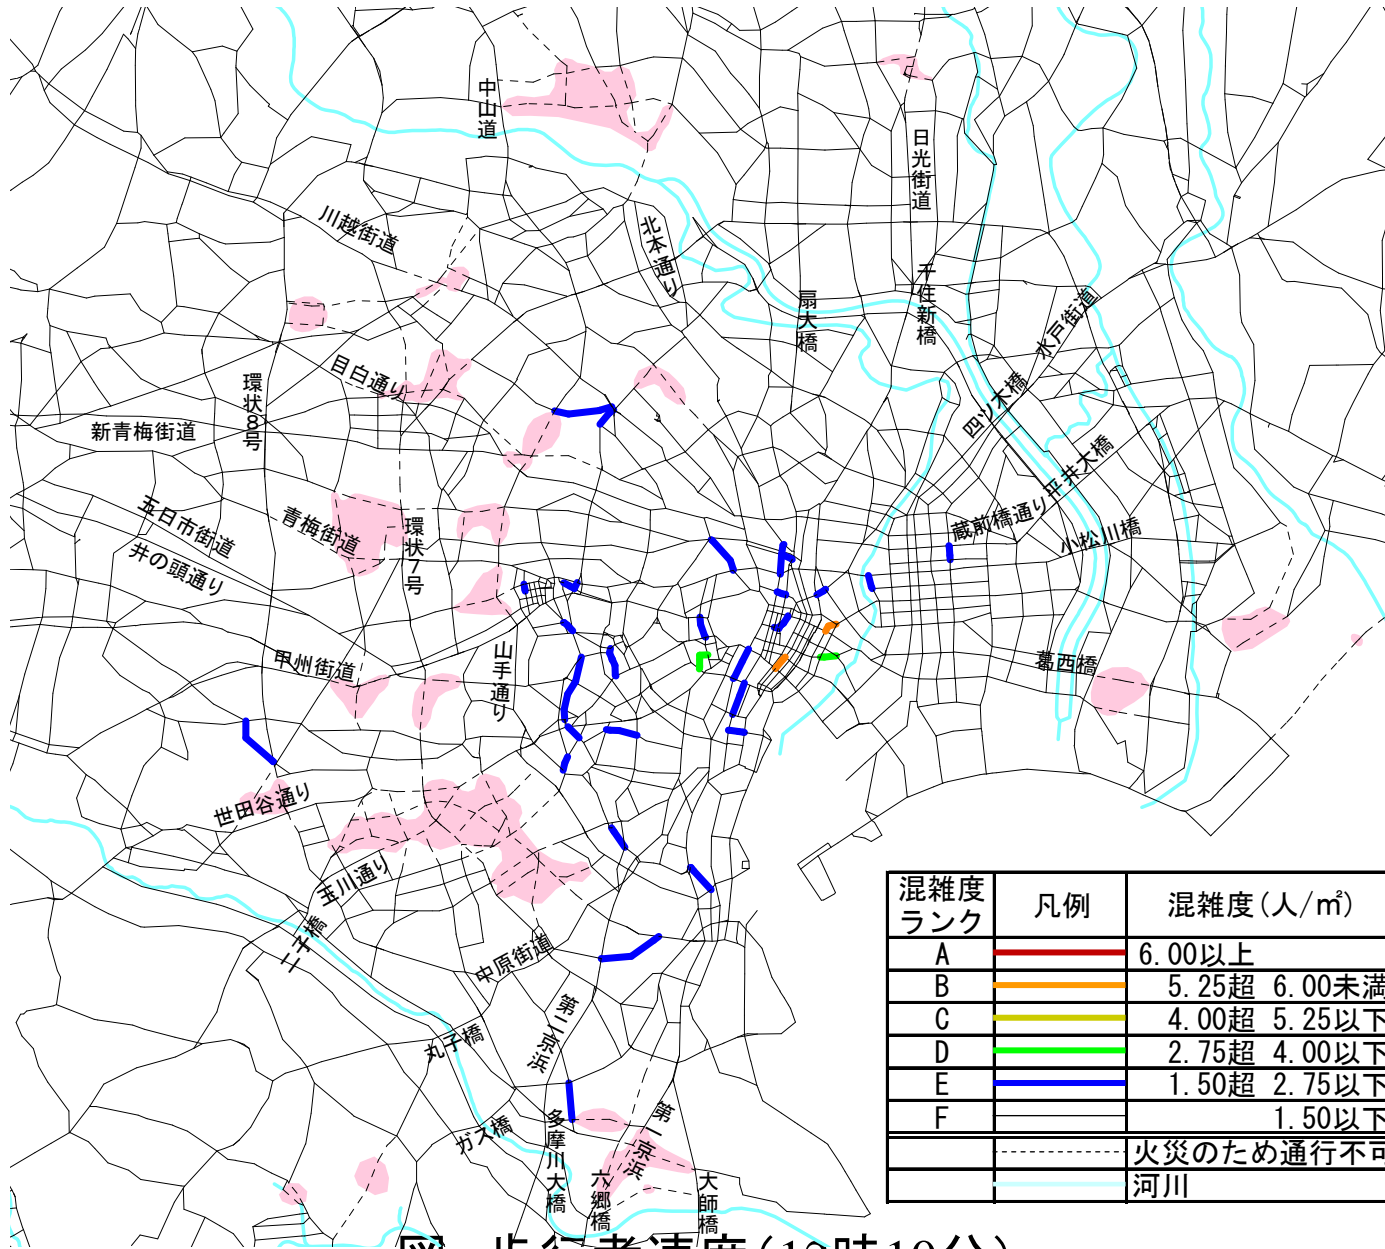 中山道
日光街道
川越街道
北本通り
千住新橋
扇大橋
水戸街道
目白通り
環状8号
四ツ木橋
新青梅街道
平井大橋
五日市街道
青梅街道
環状7号
蔵前橋通り
小松川橋
井の頭通り
甲州街道
山手通り
葛西橋
世田谷通り
玉川通り
二子橋
中原街道
第二京浜
丸子橋
ガス橋
多摩川大橋
第一京浜
六郷橋
大師橋
混雑度ランク 凡例 混雑度(人/㎡)
A 6.00以上
B 5.25超 6.00未満
C 4.00超 5.25以下
D 2.75超 4.00以下
E 1.50超 2.75以下
F 1.50以下
火災のため通行不可
河川